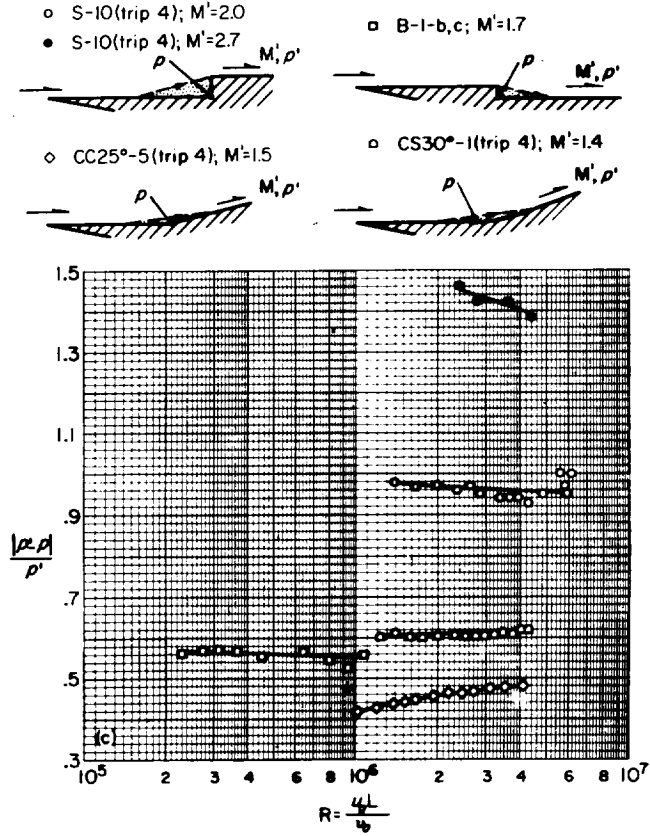 S-10(trip 4); M'=2.0
S-10(trip 4); M'=2.7
B-1-b,c; M'=1.7
p
M', p'
p
M', p'
CC25°-5(trip 4); M'=1.5
CS30°-1(trip 4); M'=1.4
p
M', p'
p
M', p'
1.5
1.3
1.1
.9
|p'-p|
p'
.7
.5
.3
(c)
10⁵
2
3
4
6
8
10⁶
2
3
4
6
10⁷
R=